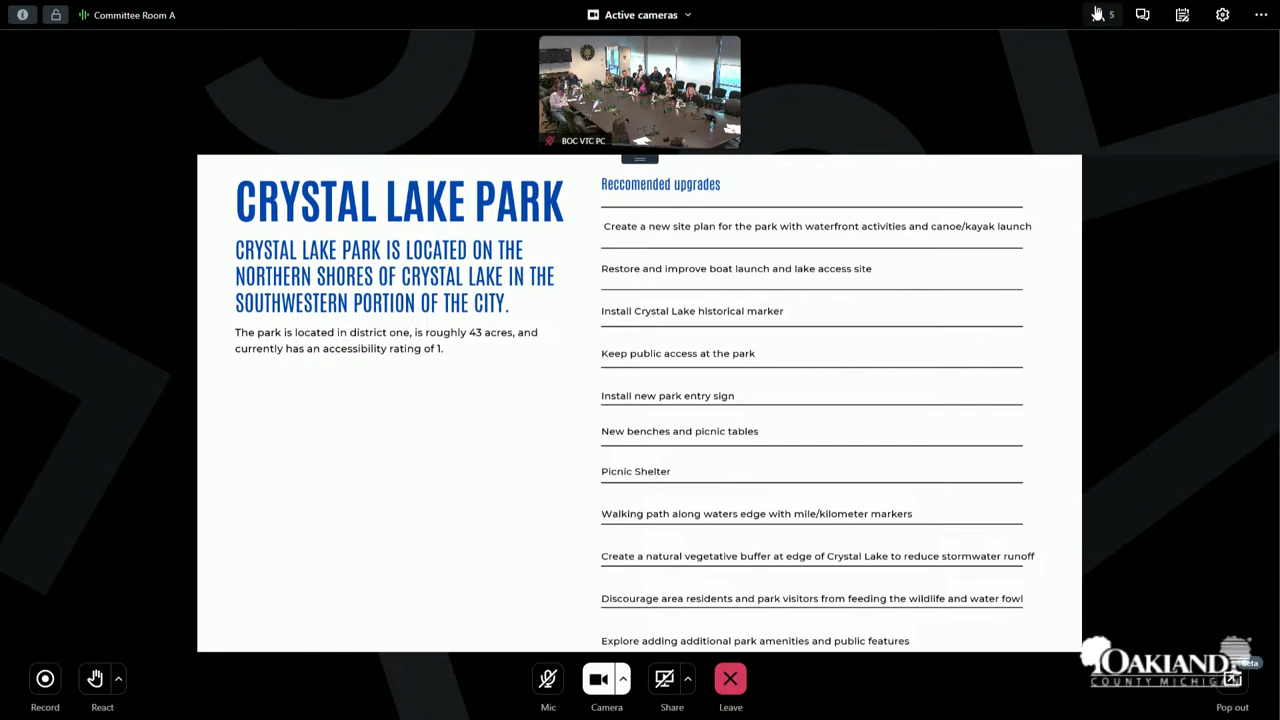 Committee Room A
Active cameras
5
BOC VTC PC
CRYSTAL LAKE PARK
CRYSTAL LAKE PARK IS LOCATED ON THE
NORTHERN SHORES OF CRYSTAL LAKE IN THE
SOUTHWESTERN PORTION OF THE CITY.
The park is located in district one, is roughly 43 acres, and
currently has an accessibility rating of 1.
Reccomended upgrades
Create a new site plan for the park with waterfront activities and canoe/kayak launch
Restore and improve boat launch and lake access site
Install Crystal Lake historical marker
Keep public access at the park
Install new park entry sign
New benches and picnic tables
Picnic Shelter
Walking path along waters edge with mile/kilometer markers
Create a natural vegetative buffer at edge of Crystal Lake to reduce stormwater runoff
Discourage area residents and park visitors from feeding the wildlife and water fowl
Explore adding additional park amenities and public features
OAKLAND
COUNTY MICHIGAN
Beta
Record
React
Mic
Camera
Share
Leave
Pop out